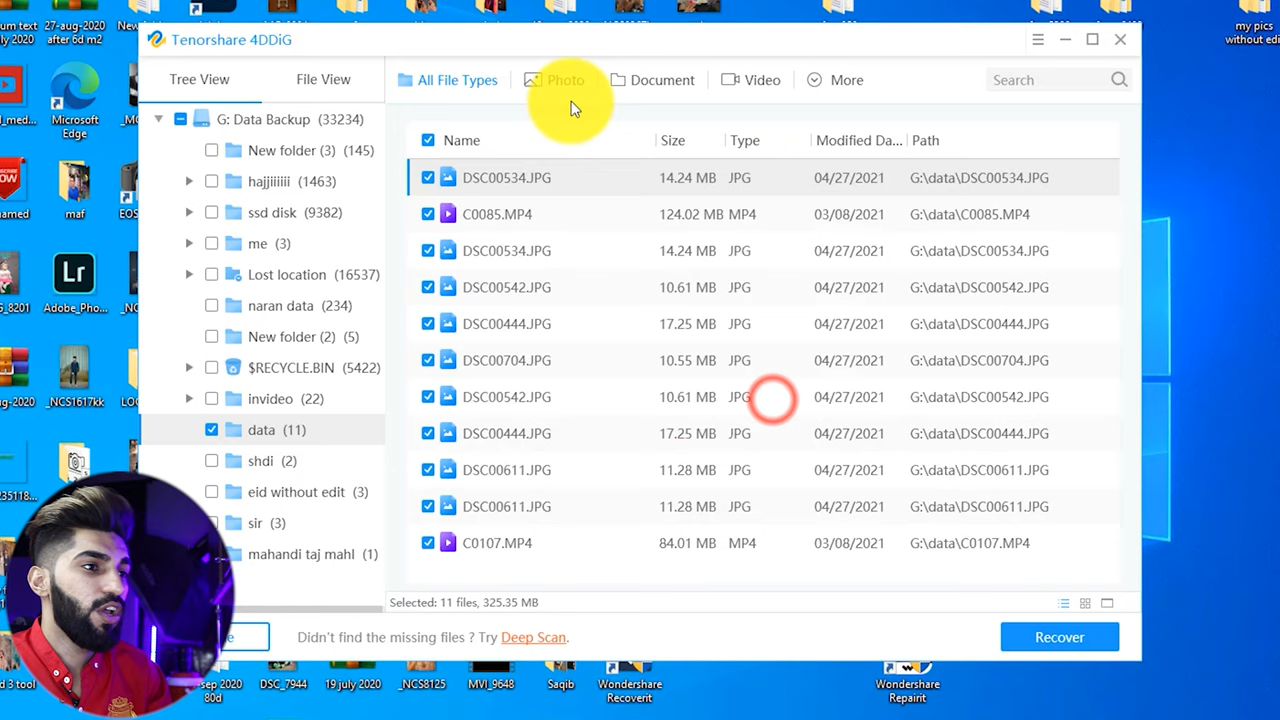 27-aug-2020
after 6d m2
my pics
without edi
Microsoft
Edge
maf
Adobe_Pho...
_NCS1617kk
Tenorshare 4DDiG
Tree View
File View
All File Types
Photo
Document
Video
More
Search
G: Data Backup (33234)
New folder (3) (145)
hajjiiiiii (1463)
ssd disk (9382)
me (3)
Lost location (16537)
naran data (234)
New folder (2) (5)
$RECYCLE.BIN (5422)
invideo (22)
data (11)
shdi (2)
eid without edit (3)
sir (3)
mahandi taj mahl (1)
Name Size Type Modified Da... Path
DSC00534.JPG 14.24 MB JPG 04/27/2021 G:\data\DSC00534.JPG
C0085.MP4 124.02 MB MP4 03/08/2021 G:\data\C0085.MP4
DSC00534.JPG 14.24 MB JPG 04/27/2021 G:\data\DSC00534.JPG
DSC00542.JPG 10.61 MB JPG 04/27/2021 G:\data\DSC00542.JPG
DSC00444.JPG 17.25 MB JPG 04/27/2021 G:\data\DSC00444.JPG
DSC00704.JPG 10.55 MB JPG 04/27/2021 G:\data\DSC00704.JPG
DSC00542.JPG 10.61 MB JPG 04/27/2021 G:\data\DSC00542.JPG
DSC00444.JPG 17.25 MB JPG 04/27/2021 G:\data\DSC00444.JPG
DSC00611.JPG 11.28 MB JPG 04/27/2021 G:\data\DSC00611.JPG
DSC00611.JPG 11.28 MB JPG 04/27/2021 G:\data\DSC00611.JPG
C0107.MP4 84.01 MB MP4 03/08/2021 G:\data\C0107.MP4
Selected: 11 files, 325.35 MB
Didn't find the missing files ? Try Deep Scan.
Recover
sep 2020
80d
DSC_7944
19 july 2020
_NCS8125
MVI_9648
Saqib
Wondershare
Recoverit
Wondershare
Repairit